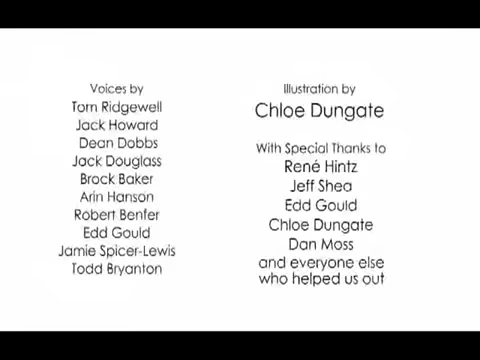 Voices by
Tom Ridgewell
Jack Howard
Dean Dobbs
Jack Douglass
Brock Baker
Arin Hanson
Robert Benfer
Edd Gould
Jamie Spicer-Lewis
Todd Bryanton
Illustration by
Chloe Dungate
With Special Thanks to
René Hintz
Jeff Shea
Edd Gould
Chloe Dungate
Dan Moss
and everyone else
who helped us out